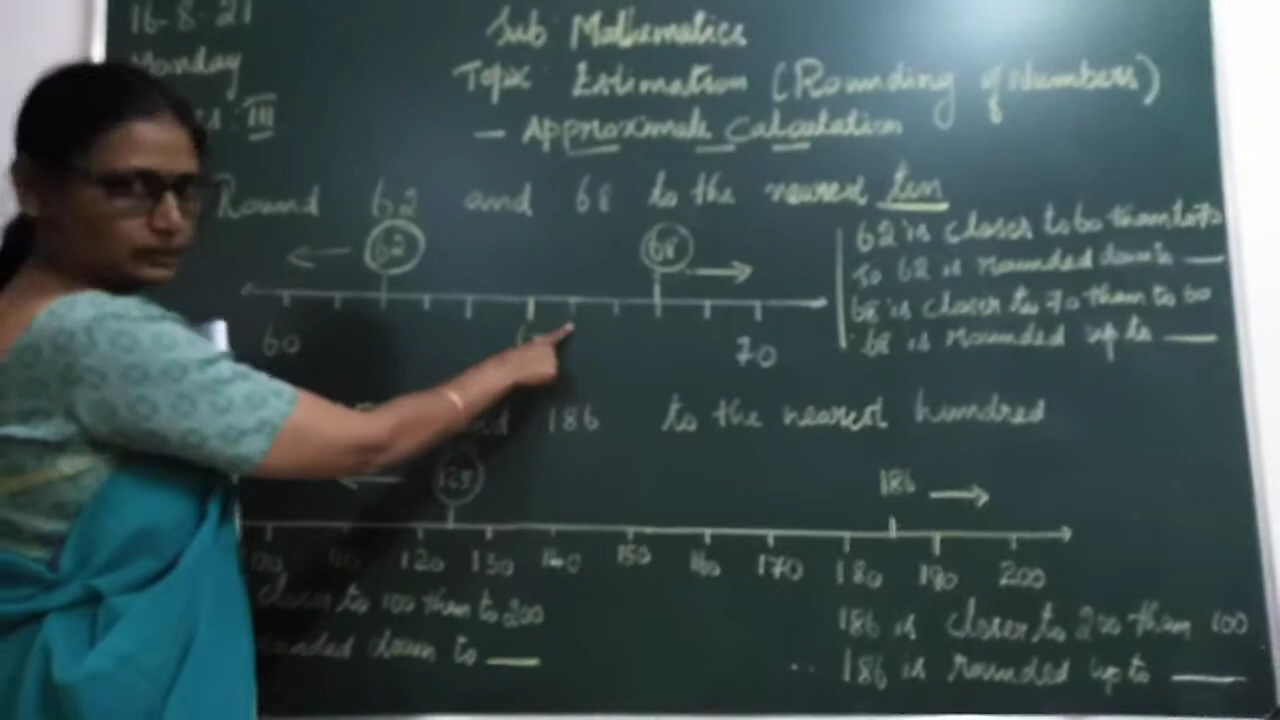 16-8-21
Sub Mathematics
Monday
Topic Estimation (Rounding of Numbers)
III
- Approximate Calculation
Round 62 and 68 to the nearest ten
62 68
62 is closer to 60 than to 70
So 62 is rounded down
68 is closer to 70 than to 60
68 is rounded up to
60 70
186 to the nearest hundred
125 186
120 130 140 150 160 170 180 190 200
closer to 100 than to 200
186 is closer to 200 than 100
down to
186 is rounded up to